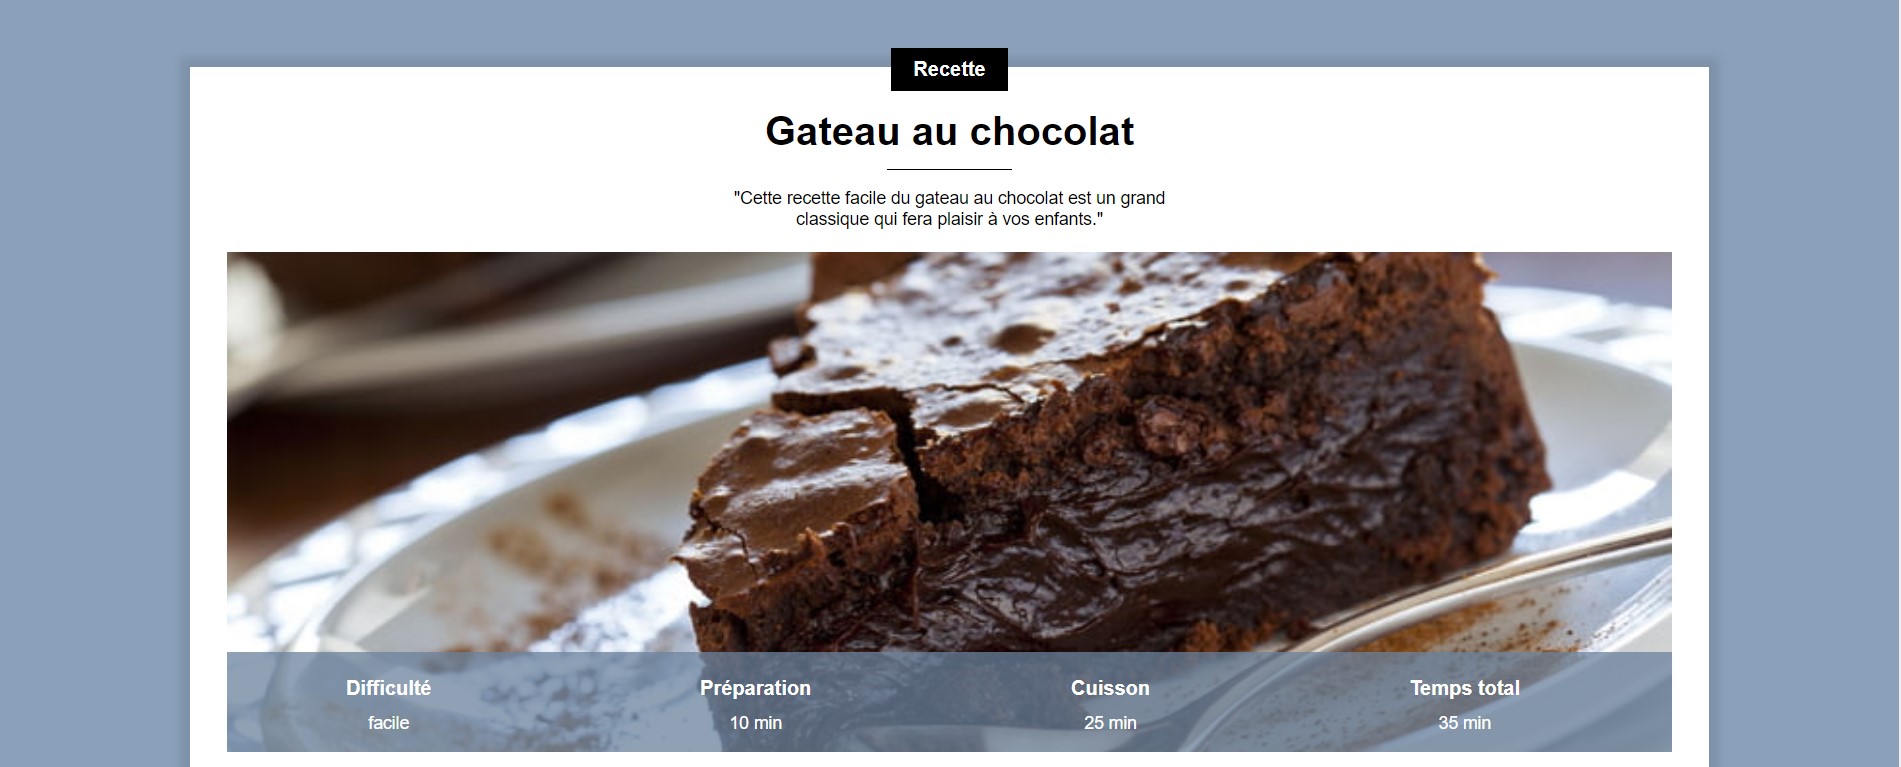 Recette
Gateau au chocolat
"Cette recette facile du gateau au chocolat est un grand
classique qui fera plaisir à vos enfants."
Difficulté Préparation Cuisson Temps total
facile 10 min 25 min 35 min